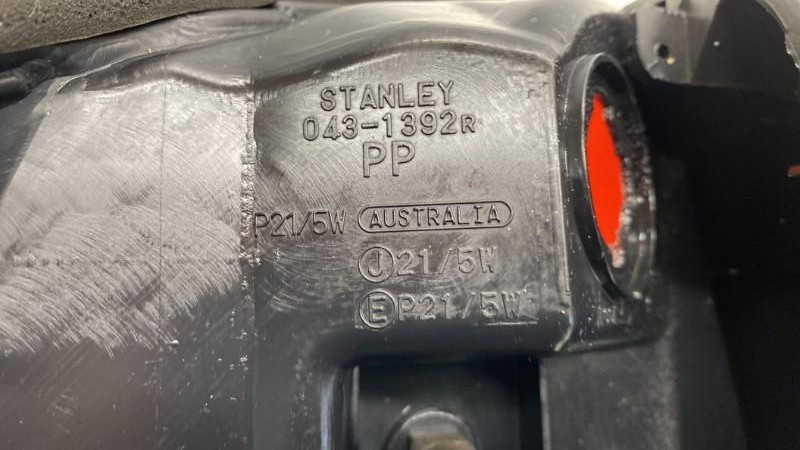 STANLEY
043-1392R
PP
P21/5W AUSTRALIA
J 21/5W
E P21/5W